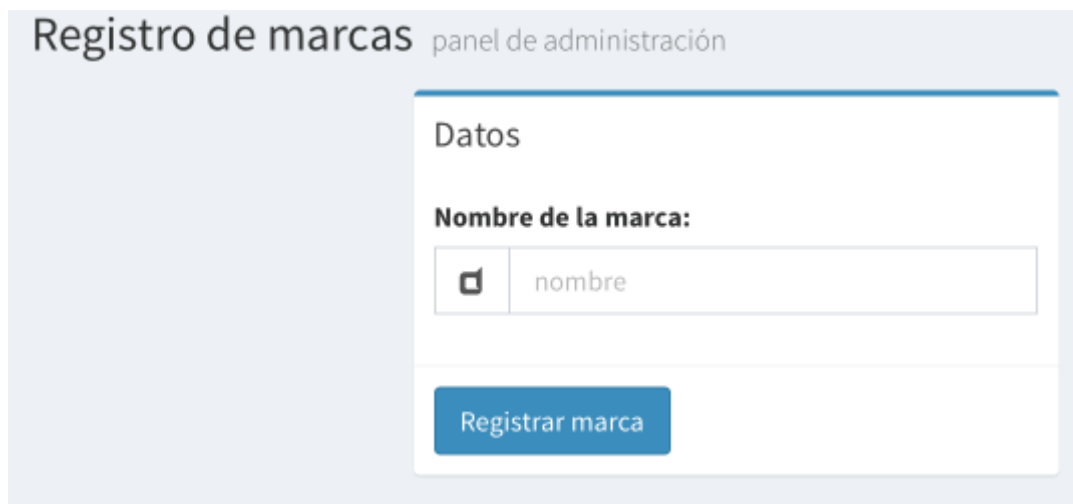 Registro de marcas panel de administración
Datos
Nombre de la marca:
nombre
Registrar marca